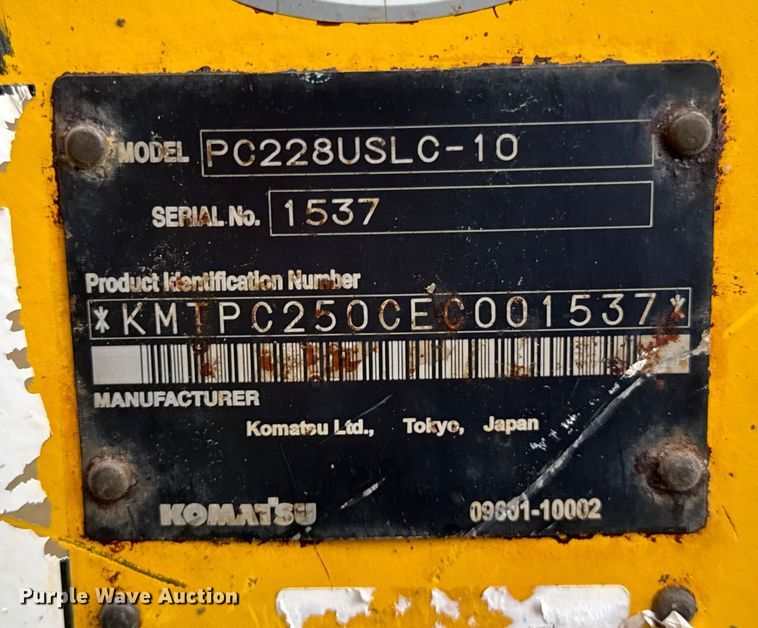 MODEL PC228USLC-10
SERIAL No. 1537
Product Identification Number
*KMTPC250CEC001537*
MANUFACTURER
Komatsu Ltd., Tokyo, Japan
KOMATSU 09601-10002
Purple Wave Auction